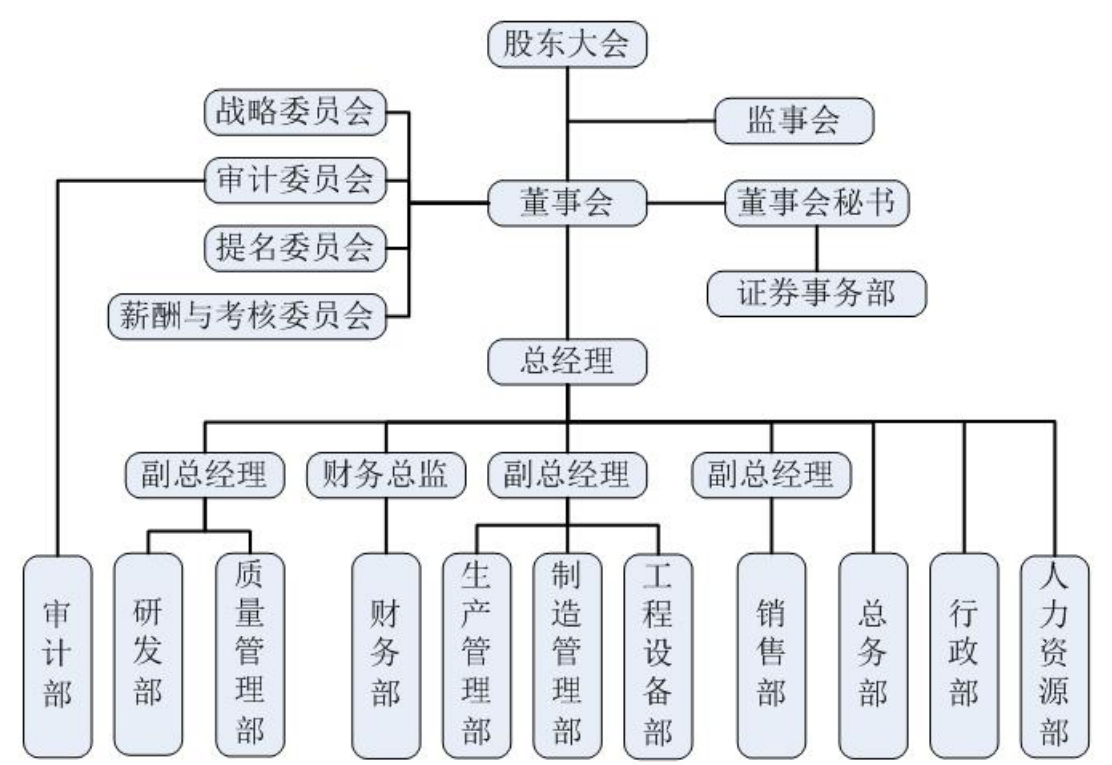 股东大会
战略委员会
监事会
审计委员会
董事会
董事会秘书
提名委员会
证券事务部
薪酬与考核委员会
总经理
副总经理
财务总监
副总经理
副总经理
审计部
研发部
质量管理部
财务部
生产管理部
制造管理部
工程设备部
销售部
总务部
行政部
人力资源部